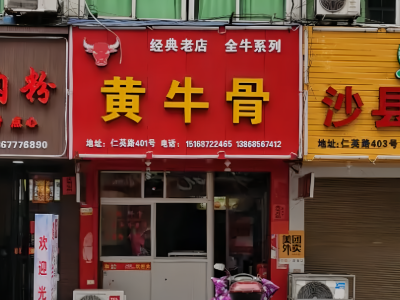 经典老店 全牛系列
黄牛骨
地址：仁英路401号 电话：15168722465 13868567412
粉
67776890
沙县
地址：仁英路403号
欢迎光
美团
外卖